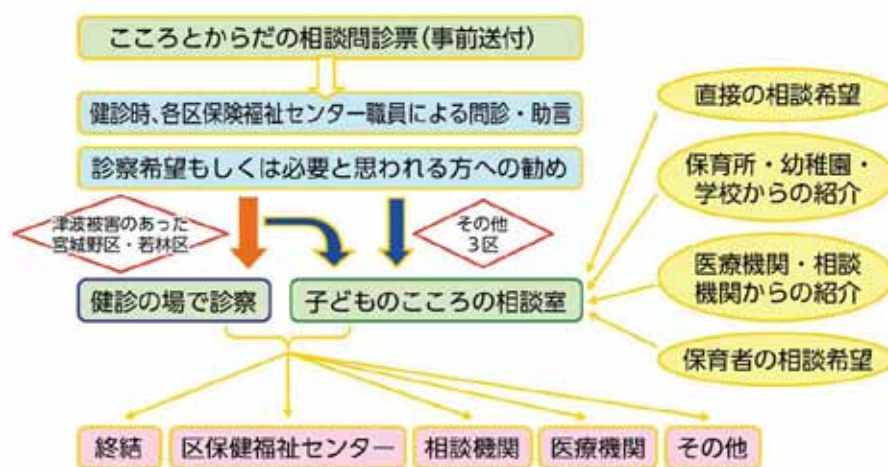 こころとからだの相談問診票(事前送付)
健診時、各区保険福祉センター職員による問診・助言
診察希望もしくは必要と思われる方への勧め
津波被害のあった
宮城野区・若林区
その他
3区
健診の場で診察
子どものこころの相談室
直接の相談希望
保育所・幼稚園・
学校からの紹介
医療機関・相談
機関からの紹介
保育者の相談希望
終結
区保健福祉センター
相談機関
医療機関
その他